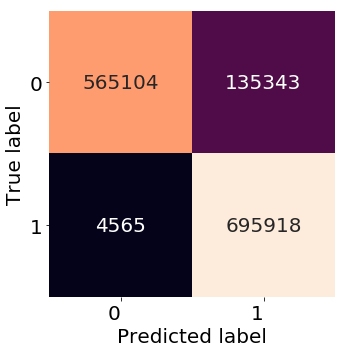 True label
0
565104 135343
1
4565 695918
0 1
Predicted label